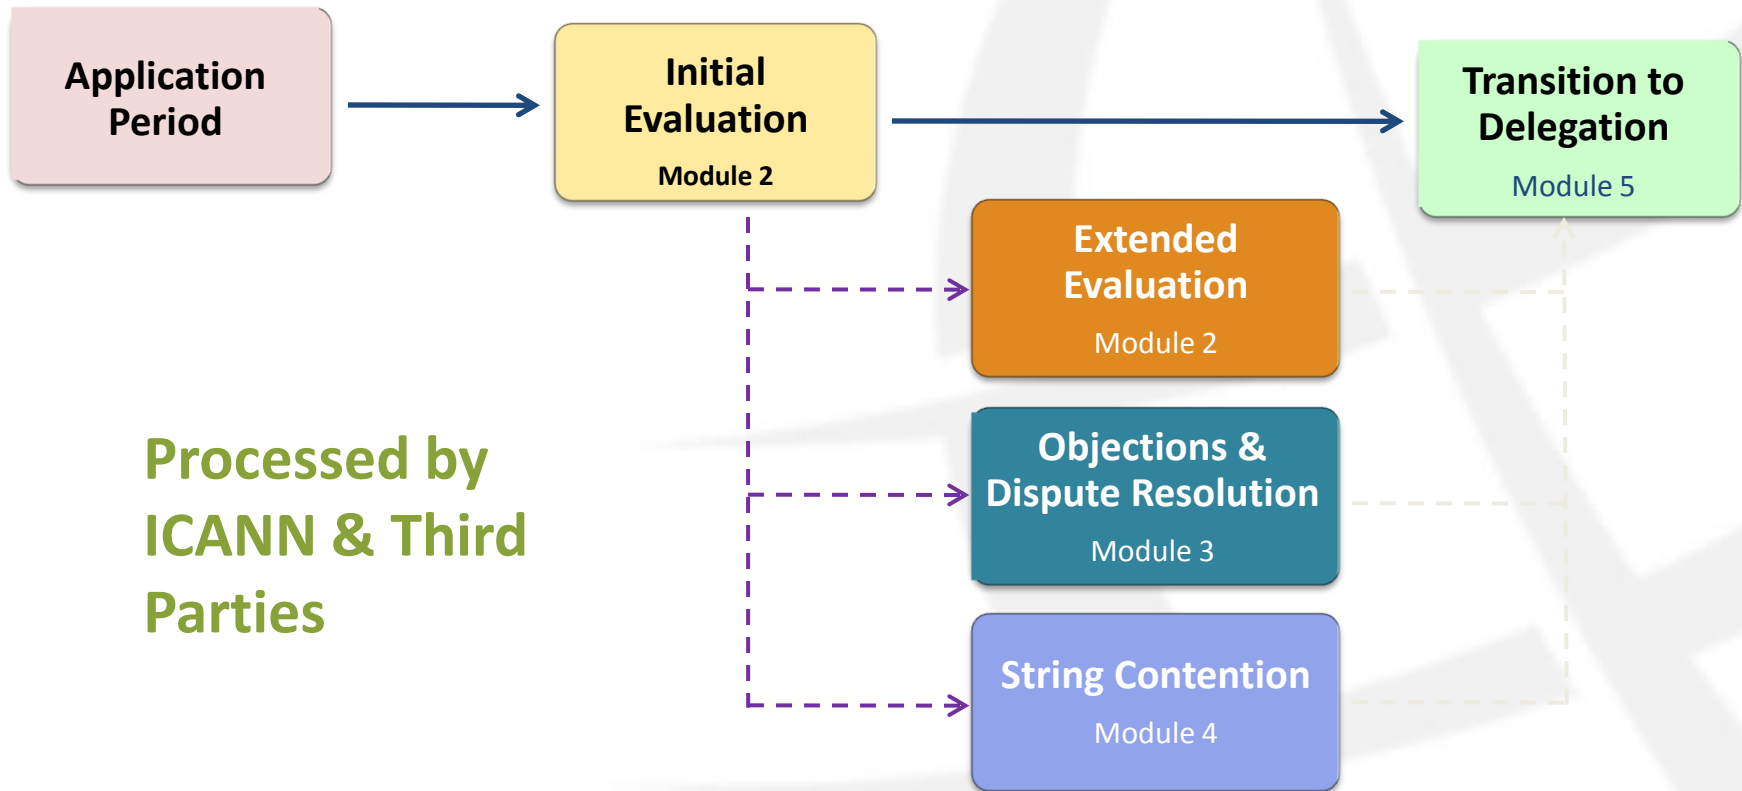 Application
Period
Initial
Evaluation
Module 2
Transition to
Delegation
Module 5
Extended
Evaluation
Module 2
Objections &
Dispute Resolution
Module 3
String Contention
Module 4
Processed by
ICANN & Third
Parties